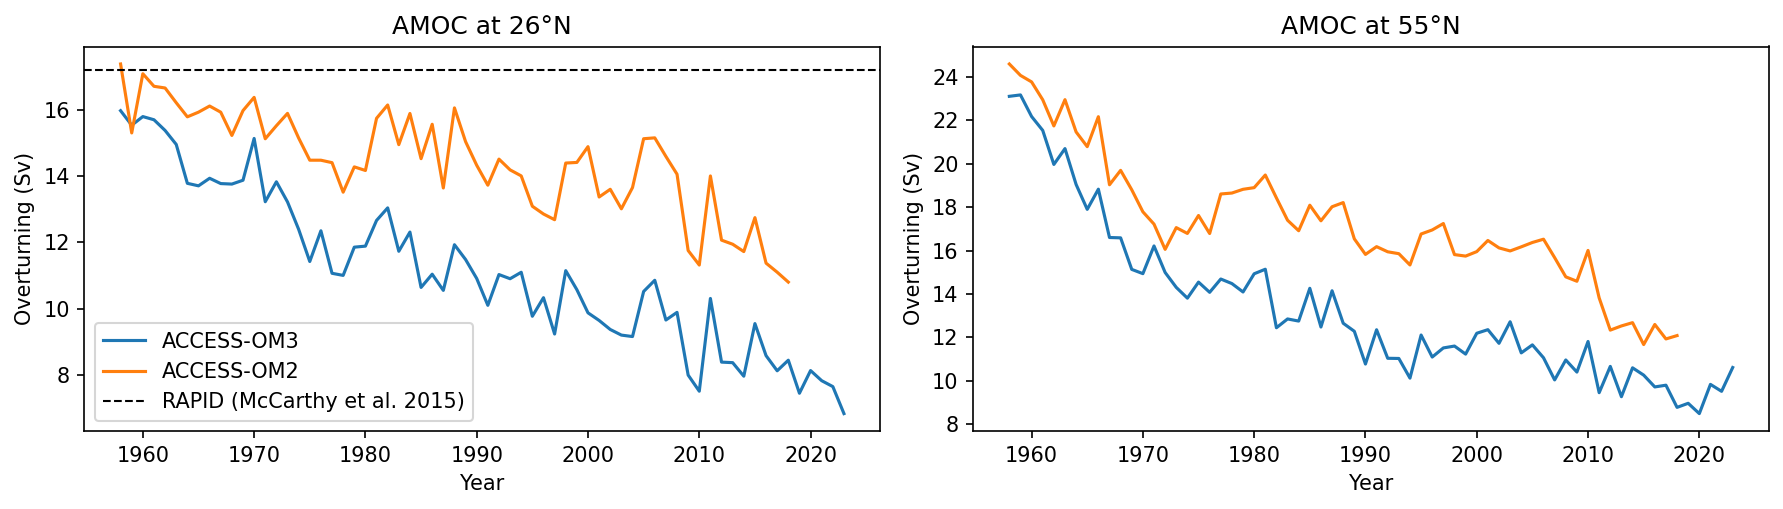 AMOC at 26°N
Overturning (Sv)
16
14
12
10
8
ACCESS-OM3
ACCESS-OM2
RAPID (McCarthy et al. 2015)
1960 1970 1980 1990 2000 2010 2020
Year
AMOC at 55°N
Overturning (Sv)
24
22
20
18
16
14
12
10
8
1960 1970 1980 1990 2000 2010 2020
Year